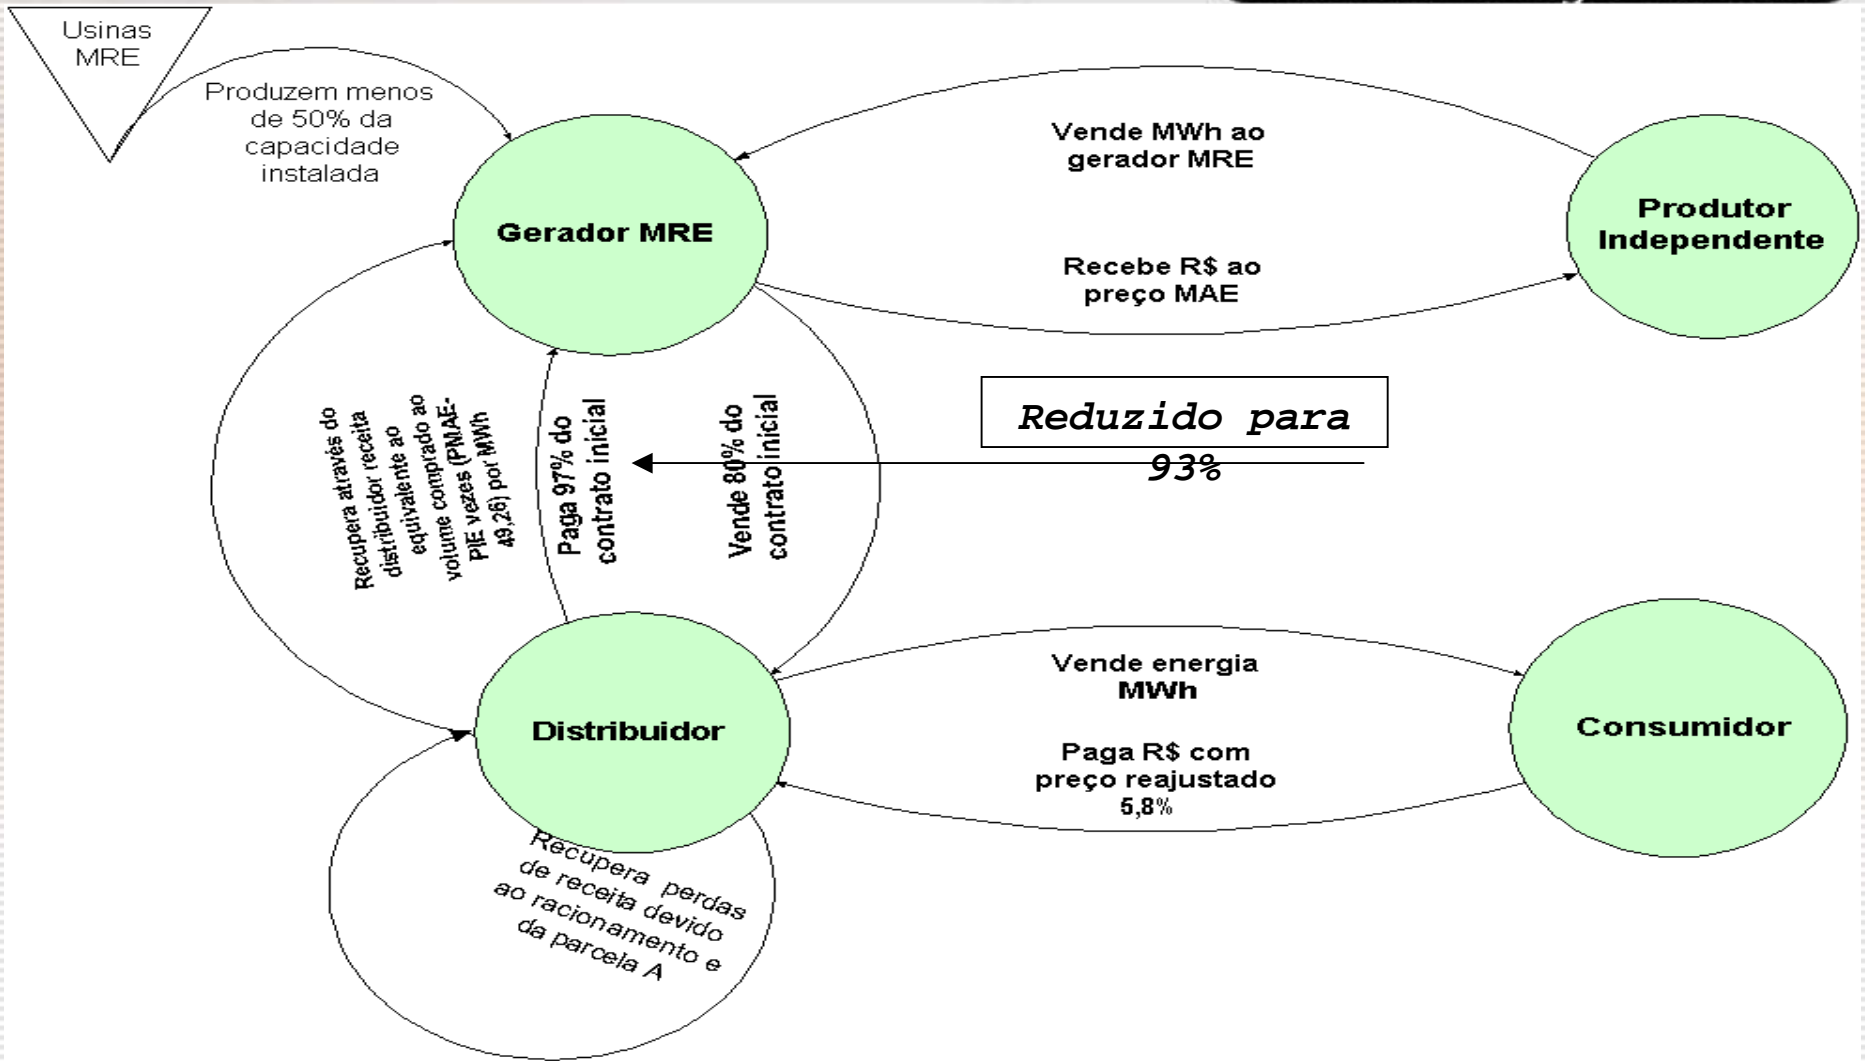 Usinas
MRE
Produzem menos
de 50% da
capacidade
instalada
Gerador MRE
Vende MWh ao
gerador MRE
Recebe R$ ao
preço MAE
Produtor
Independente
Recupera através do
distribuidor receita
equivalente ao
volume comprado ao
PIE vezes (PMAE-
49,26) por MWh
Paga 97% do
contrato inicial
Vende 80% do
contrato inicial
Reduzido para
93%
Distribuidor
Vende energia
MWh
Paga R$ com
preço reajustado
5,8%
Consumidor
Recupera perdas
de receita devido
ao racionamento e
da parcela A